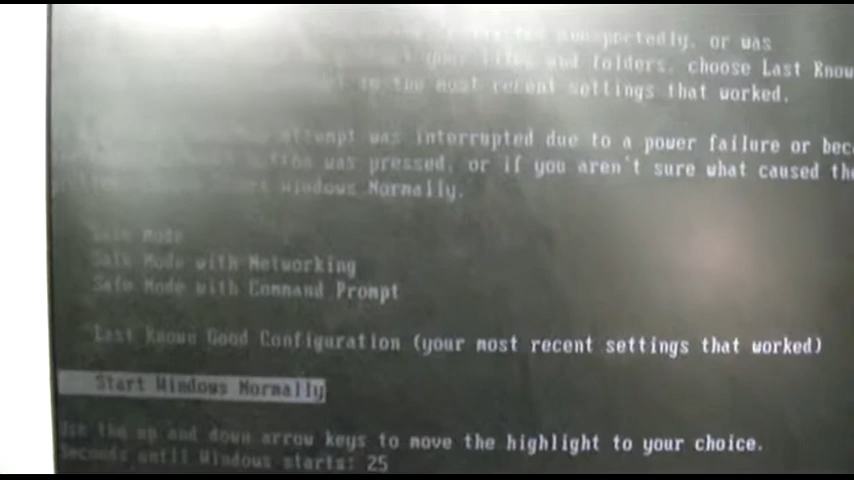 or was
your files and folders, choose Last Know
to the most recent settings that worked.
attempt was interrupted due to a power failure or beca
was pressed, or if you aren't sure what caused the
Windows Normally.
Safe Mode
Safe Mode with Networking
Safe Mode with Command Prompt
Last Known Good Configuration (your most recent settings that worked)
Start Windows Normally
Use the up and down arrow keys to move the highlight to your choice.
Seconds until Windows starts: 25